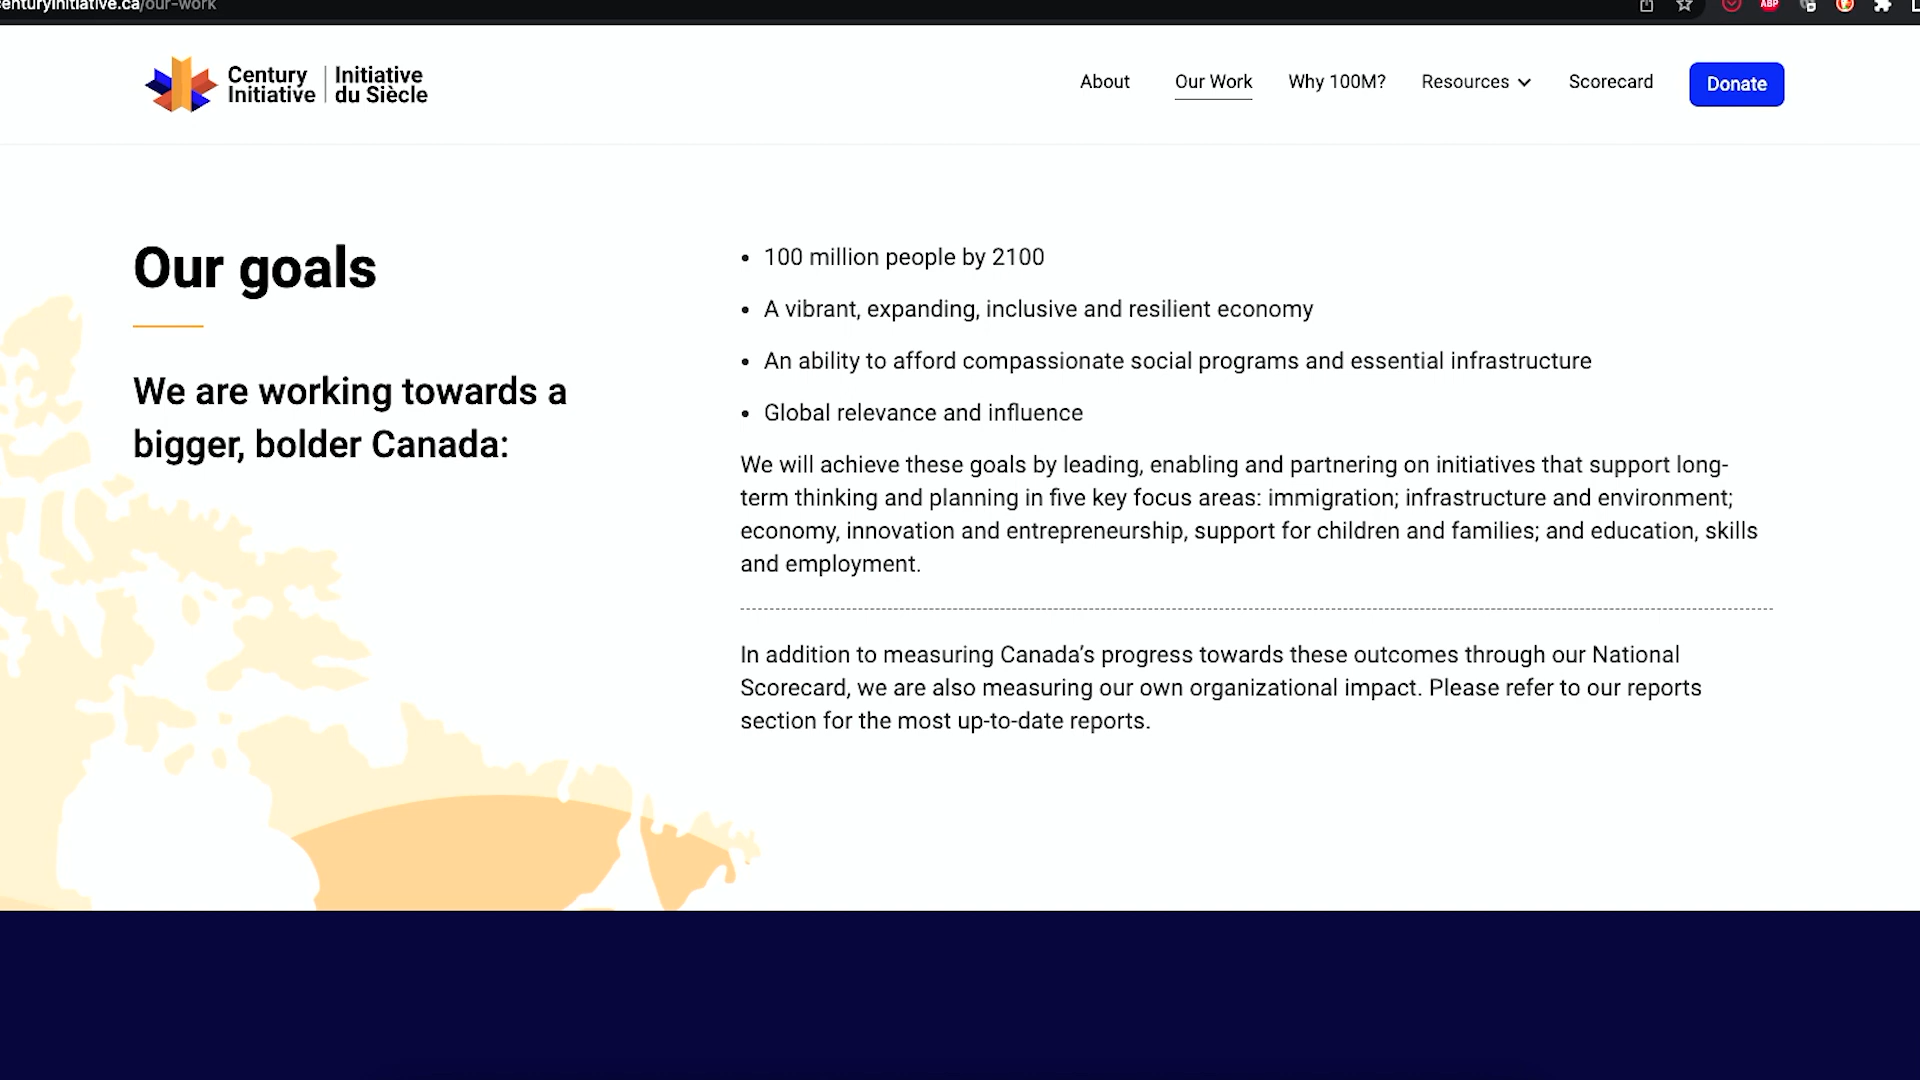 centuryinitiative.ca/our-work
ABP
Century Initiative
Initiative du Siècle
About
Our Work
Why 100M?
Resources
Scorecard
Donate
Our goals
We are working towards a
bigger, bolder Canada:
• 100 million people by 2100
• A vibrant, expanding, inclusive and resilient economy
• An ability to afford compassionate social programs and essential infrastructure
• Global relevance and influence
We will achieve these goals by leading, enabling and partnering on initiatives that support long-
term thinking and planning in five key focus areas: immigration; infrastructure and environment;
economy, innovation and entrepreneurship, support for children and families; and education, skills
and employment.
In addition to measuring Canada’s progress towards these outcomes through our National
Scorecard, we are also measuring our own organizational impact. Please refer to our reports
section for the most up-to-date reports.